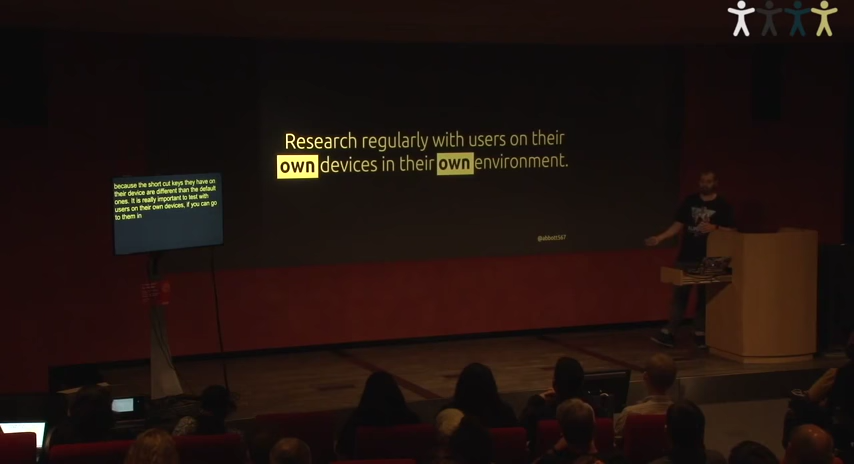 Research regularly with users on their
own devices in their own environment.
@abbott567
because the short cut keys they have on
their device are different than the default
ones. It is really important to test with
users on their own devices, if you can go
to them in